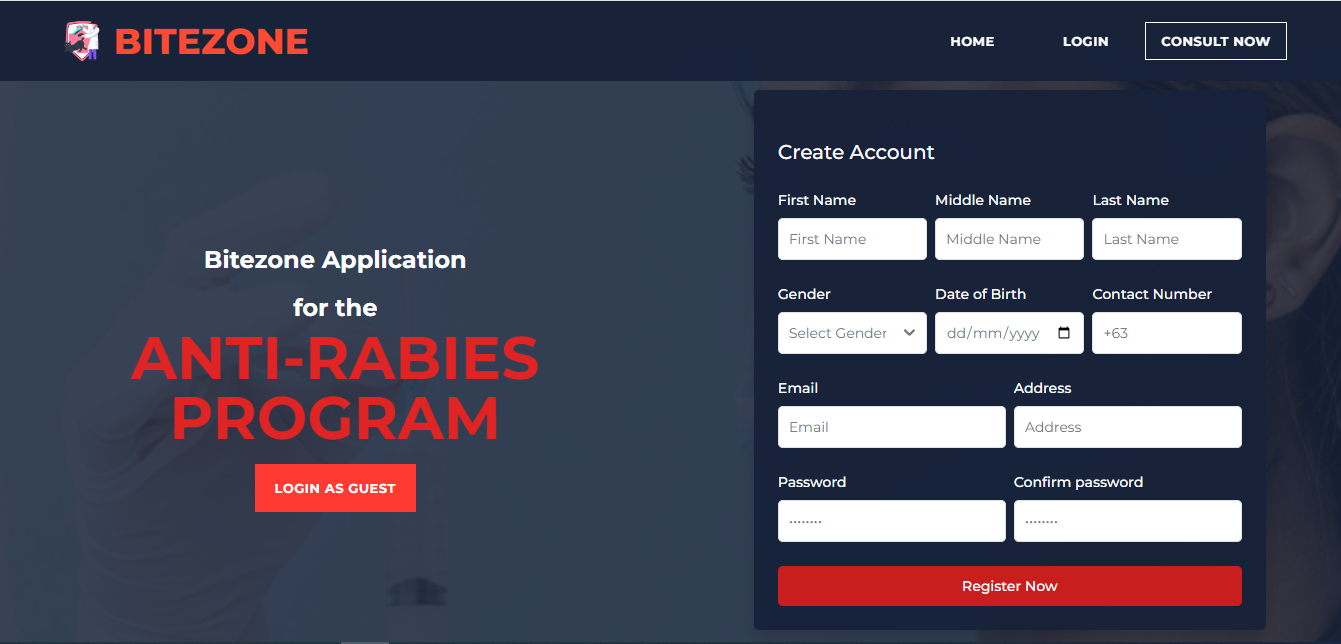 BITEZONE
HOME LOGIN CONSULT NOW
Bitezone Application
for the
ANTI-RABIES
PROGRAM
LOGIN AS GUEST
Create Account
First Name Middle Name Last Name
First Name Middle Name Last Name
Gender Date of Birth Contact Number
Select Gender dd/mm/yyyy +63
Email Address
Email Address
Password Confirm password
•••••••• ••••••••
Register Now